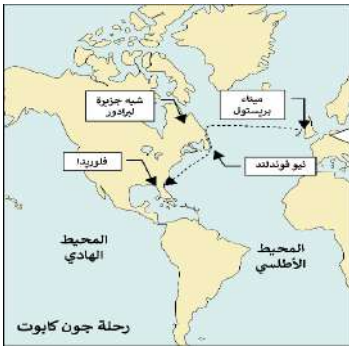 ميناء
بريستول
شبه جزيرة
لبرادور
نيو فوندلند
فلوريدا
المحيط
الأطلسي
المحيط
الهادي
رحلة جون كابوت